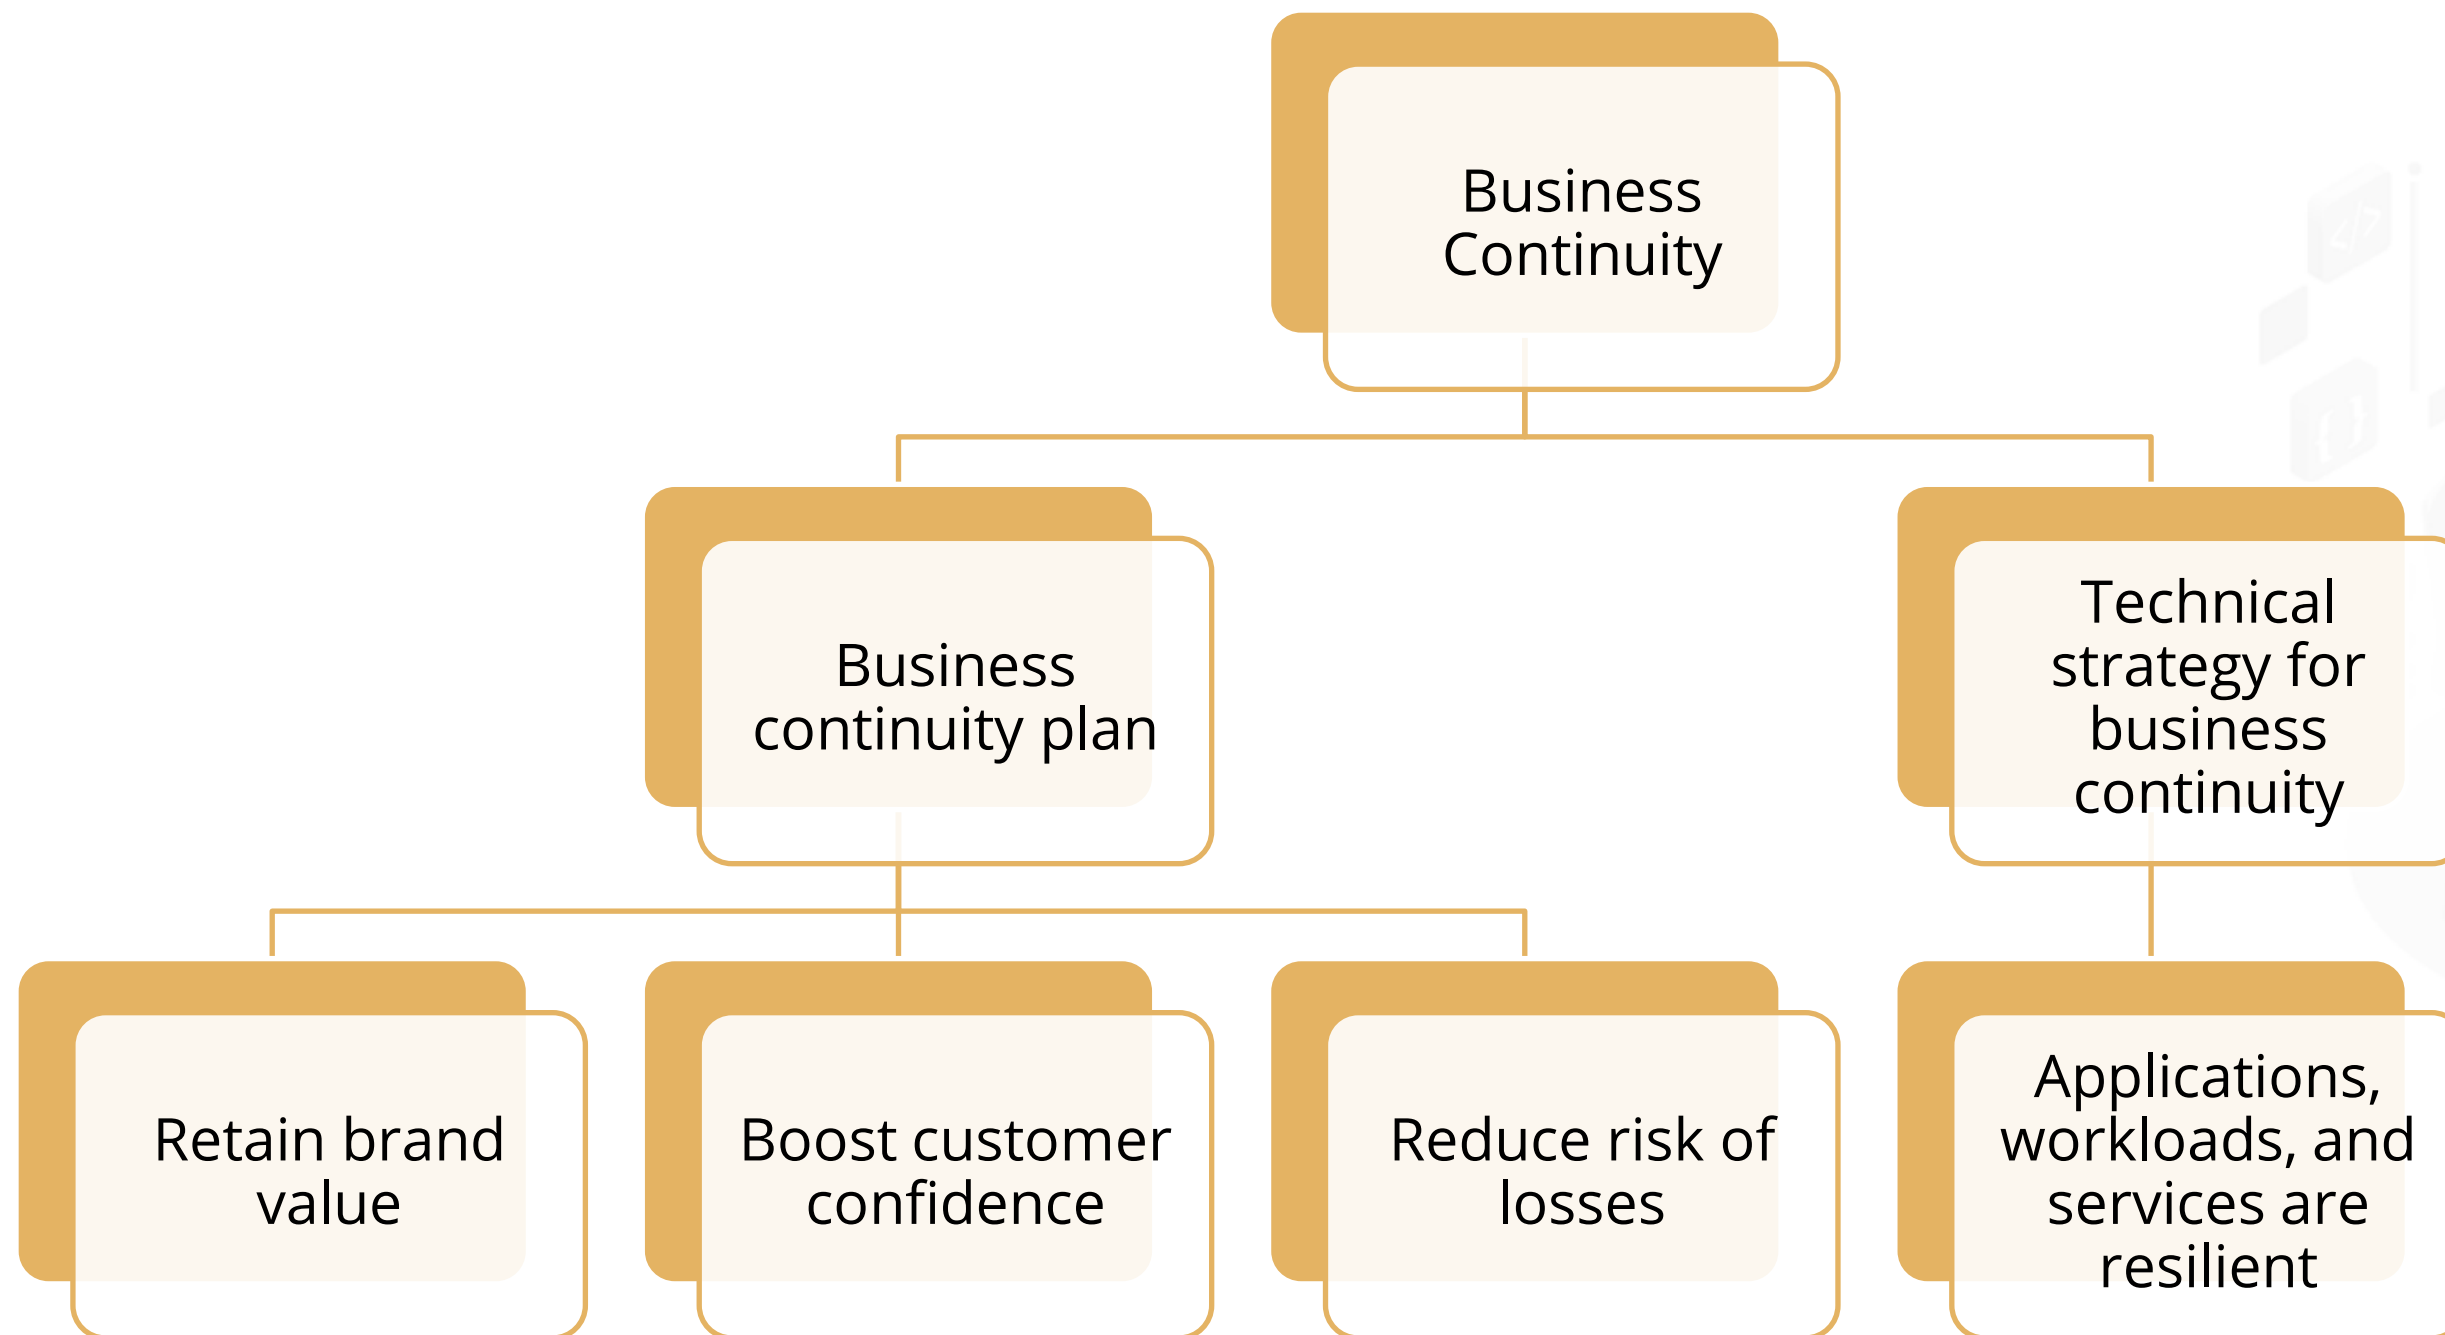 Business
Continuity
Business
continuity plan
Technical
strategy for
business
continuity
Retain brand
value
Boost customer
confidence
Reduce risk of
losses
Applications,
workloads, and
services are
resilient